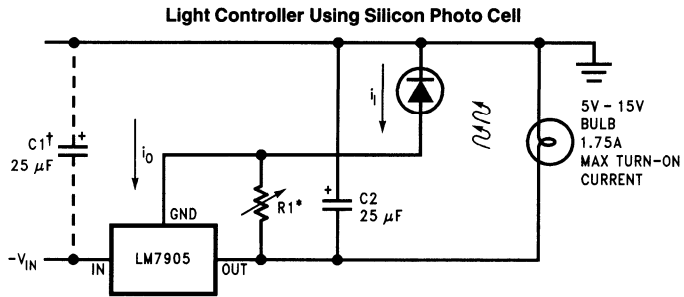 Light Controller Using Silicon Photo Cell
C1† +
25 μF
iO
iI
5V – 15V
BULB
1.75A
MAX TURN-ON
CURRENT
R1*
+ C2
25 μF
GND
–VIN
IN
LM7905
OUT